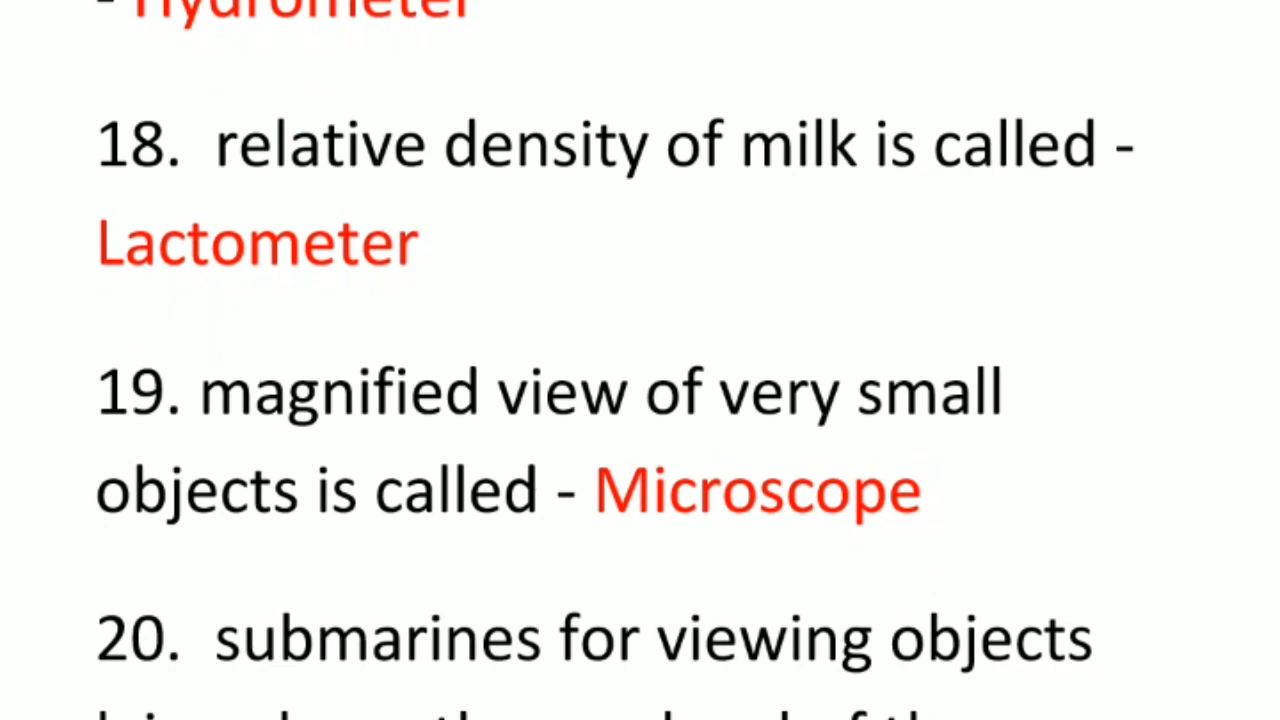 - Hydrometer
18. relative density of milk is called -
Lactometer
19. magnified view of very small
objects is called - Microscope
20. submarines for viewing objects